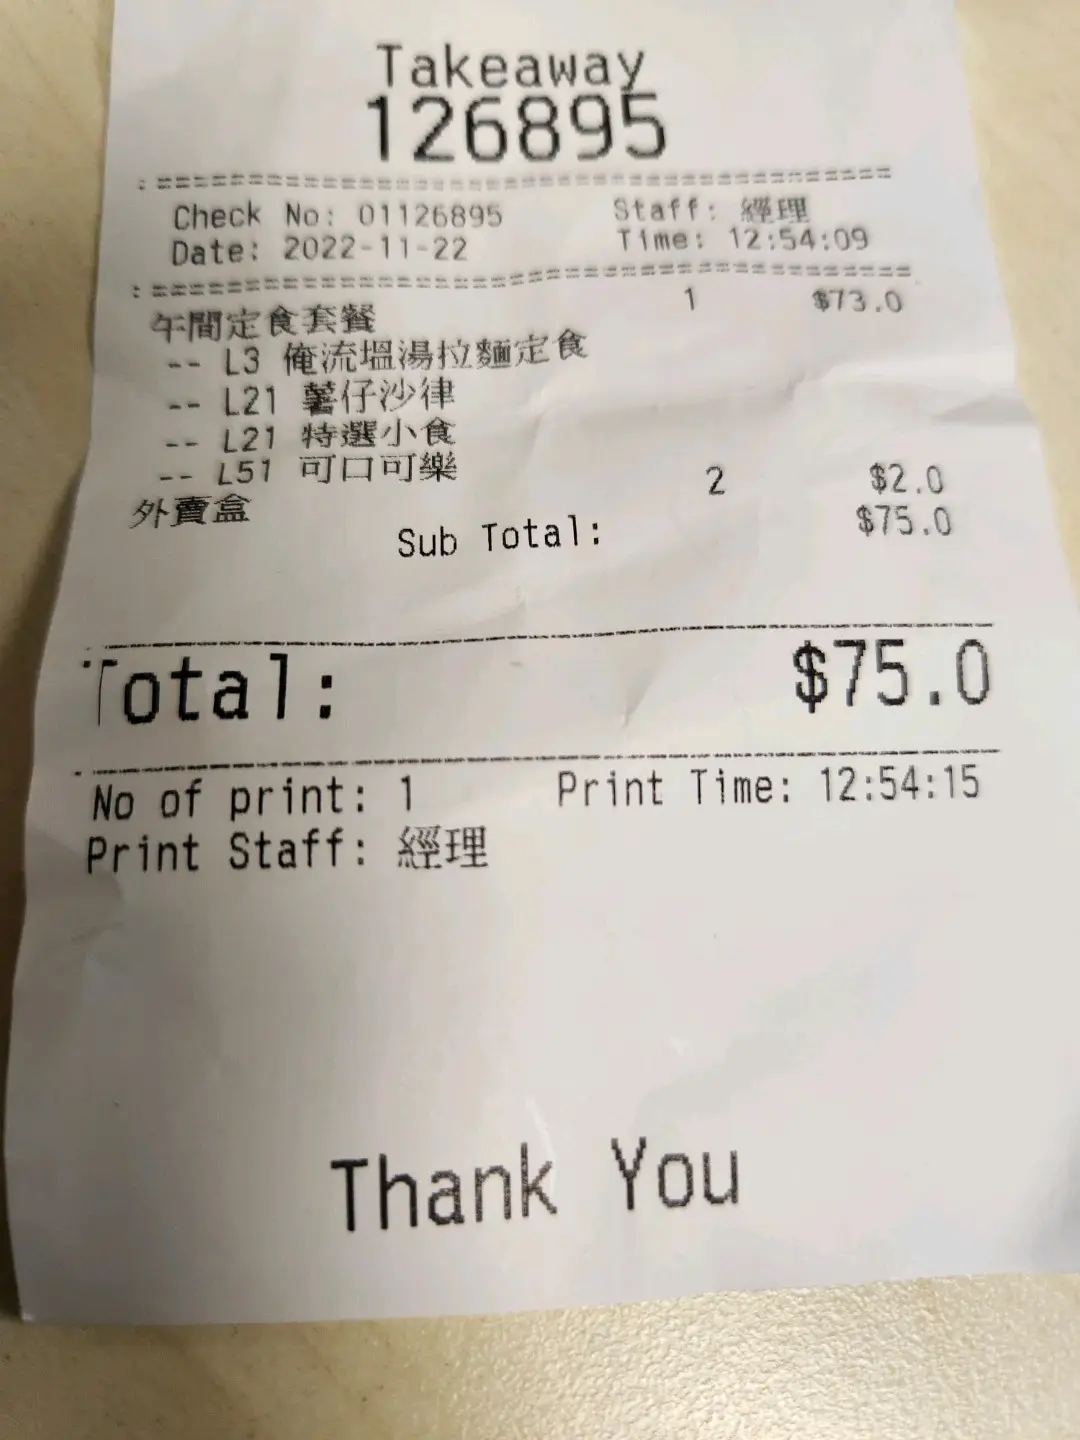 Takeaway
126895
Check No: 01126895 Staff: 經理
Date: 2022-11-22 Time: 12:54:09
午間定食套餐 1 $73.0
-- L3 俺流塩湯拉麵定食
-- L21 薯仔沙律
-- L21 特選小食
-- L51 可口可樂
外賣盒 2 $2.0
Sub Total: $75.0
Total: $75.0
No of print: 1 Print Time: 12:54:15
Print Staff: 經理
Thank You